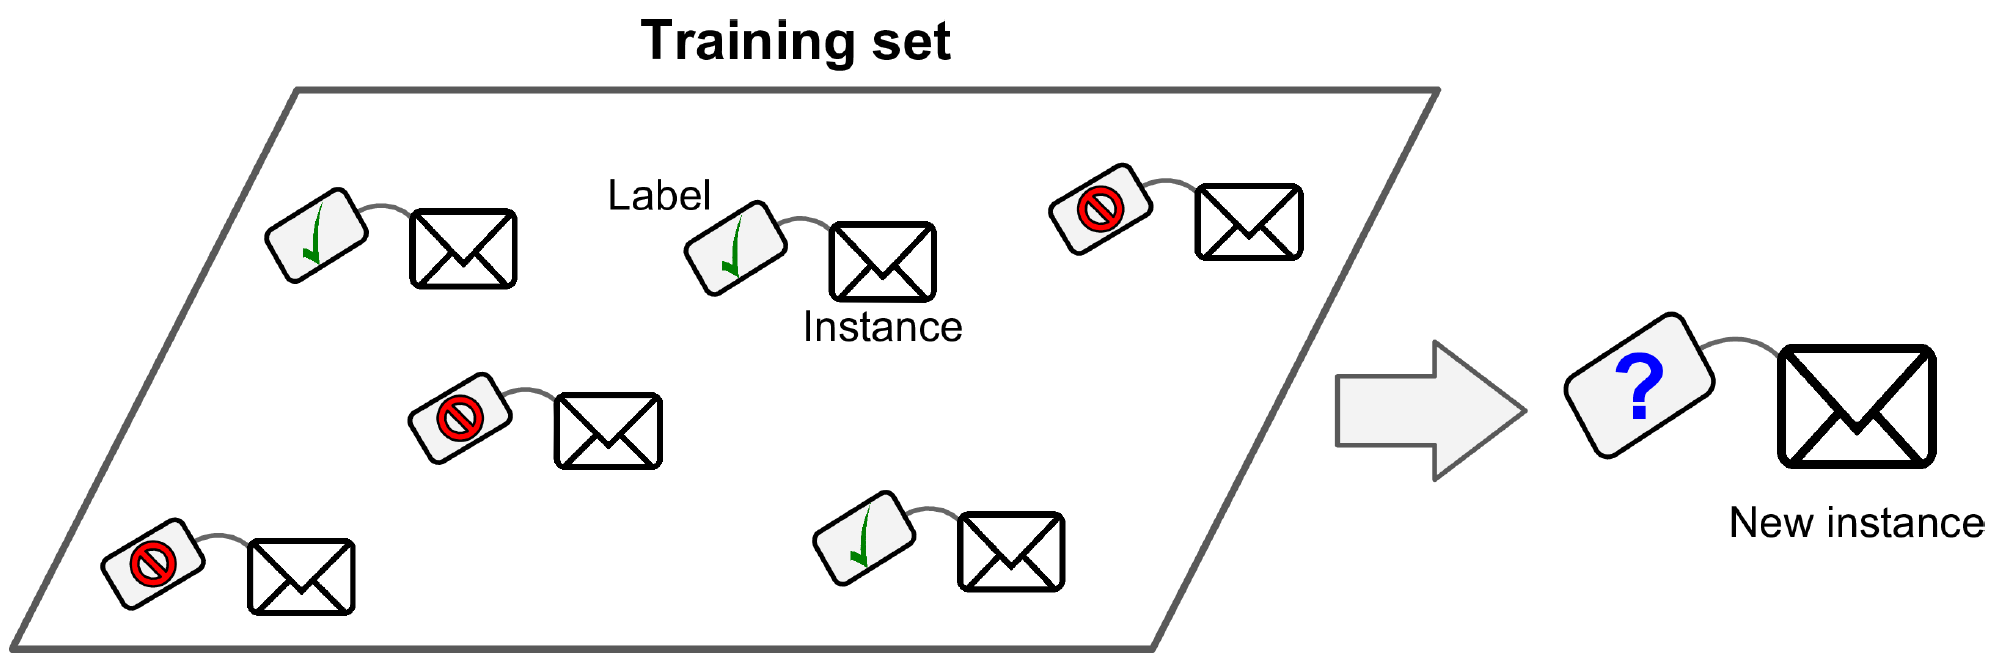 Training set
Label
Instance
?
New instance